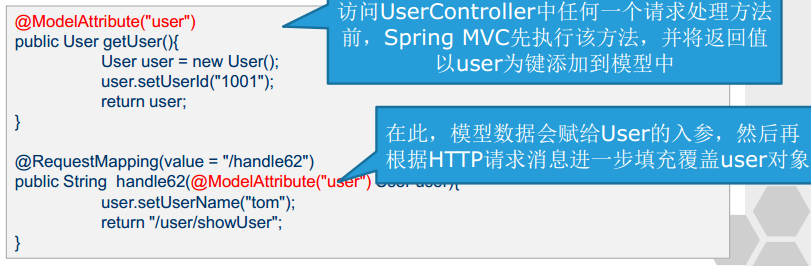 @ModelAttribute("user")
public User getUser(){
User user = new User();
user.setUserId("1001");
return user;
}
访问UserController中任何一个请求处理方法
前，Spring MVC先执行该方法，并将返回值
以user为键添加到模型中
@RequestMapping(value = "/handle62")
public String handle62(@ModelAttribute("user") User user){
user.setUserName("tom");
return "/user/showUser";
}
在此，模型数据会赋给User的入参，然后再
根据HTTP请求消息进一步填充覆盖user对象